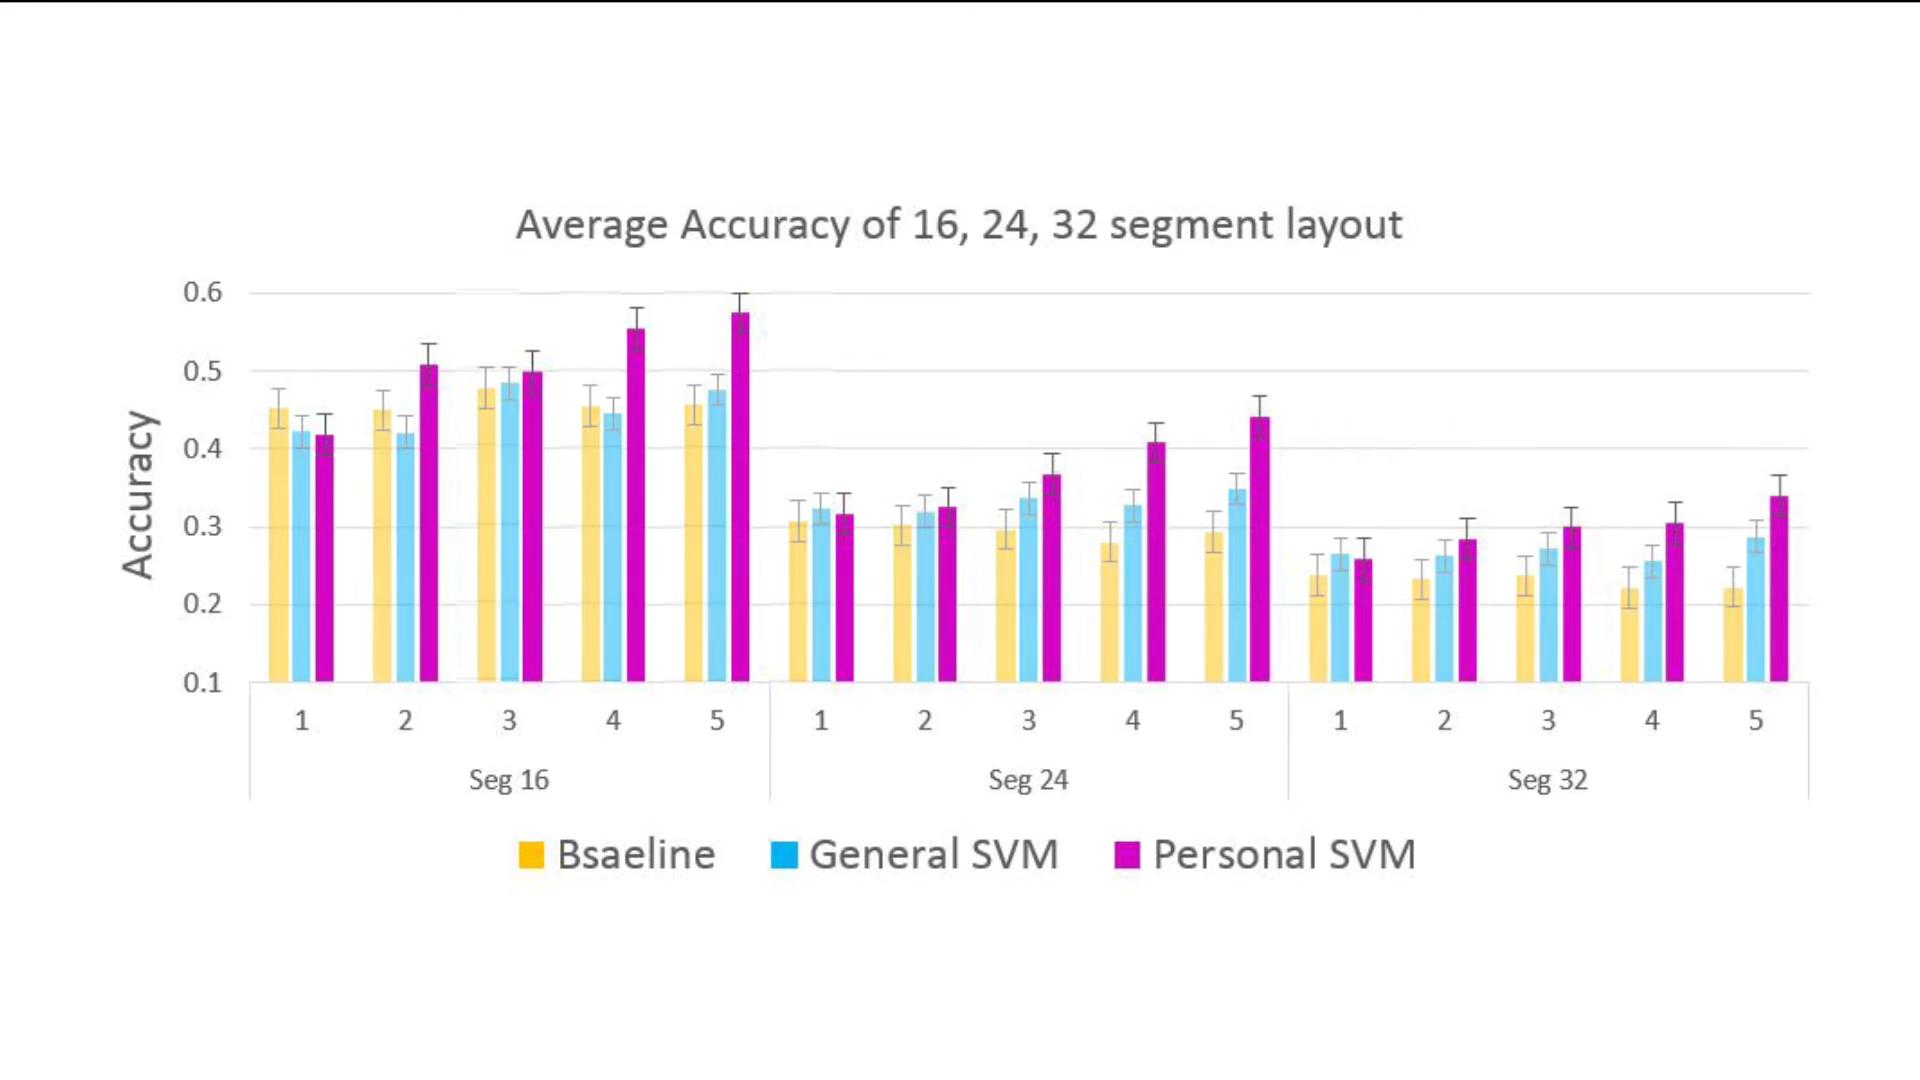 Average Accuracy of 16, 24, 32 segment layout
0.6
0.5
0.4
0.3
0.2
0.1
Accuracy
1 2 3 4 5 1 2 3 4 5 1 2 3 4 5
Seg 16 Seg 24 Seg 32
Bsaeline General SVM Personal SVM